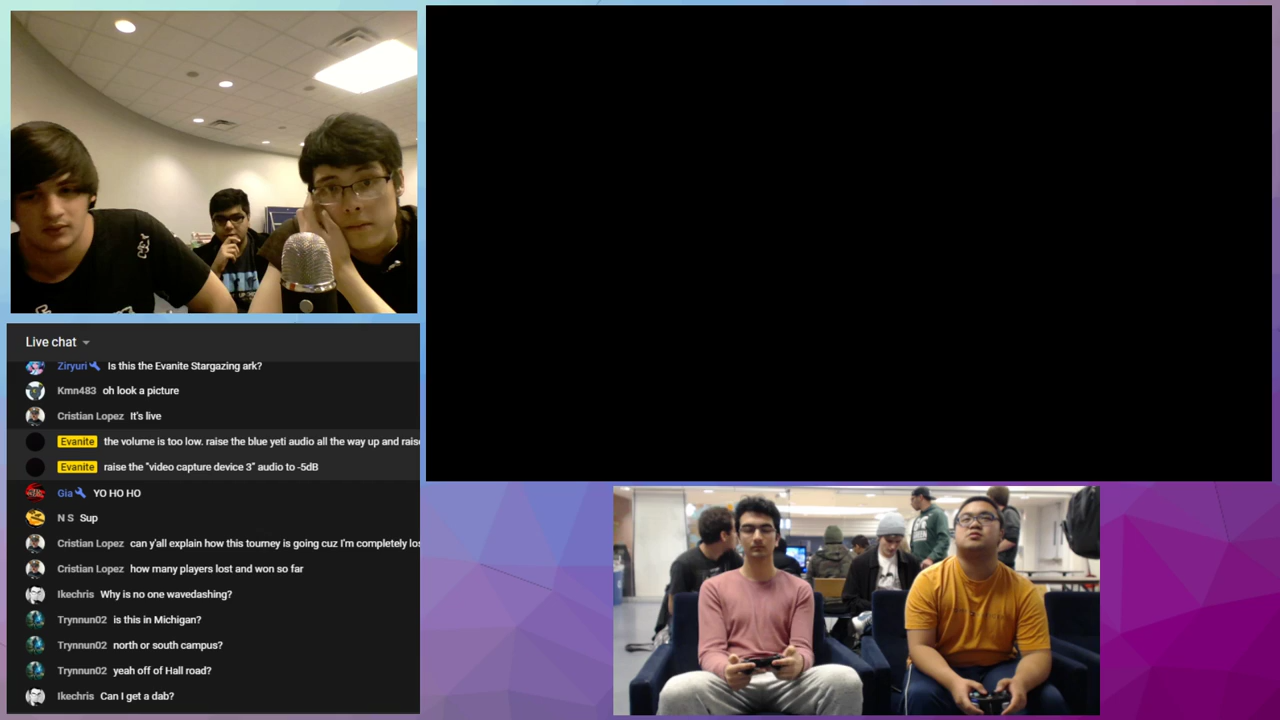 Live chat
Ziryuri Is this the Evanite Stargazing ark?
Kmn483 oh look a picture
Cristian Lopez It's live
Evanite the volume is too low. raise the blue yeti audio all the way up and raise
Evanite raise the "video capture device 3" audio to -5dB
Gia YO HO HO
N S Sup
Cristian Lopez can y'all explain how this tourney is going cuz I'm completely los
Cristian Lopez how many players lost and won so far
Ikechris Why is no one wavedashing?
Trynnun02 is this in Michigan?
Trynnun02 north or south campus?
Trynnun02 yeah off of Hall road?
Ikechris Can I get a dab?